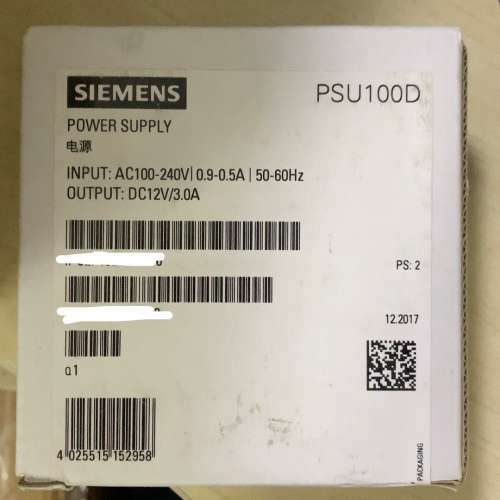 SIEMENS
PSU100D
POWER SUPPLY
电源
INPUT: AC100-240V| 0.9-0.5A | 50-60Hz
OUTPUT: DC12V/3.0A
PS: 2
12.2017
Q1
4 025515 152958
PACKAGING